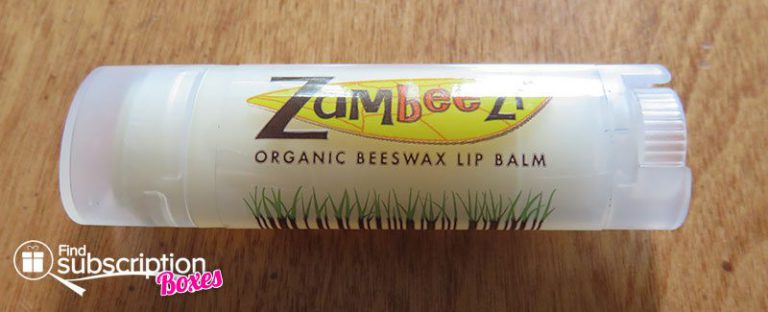 ZAMbeeZi
ORGANIC BEESWAX LIP BALM
Find
subscription
Boxes